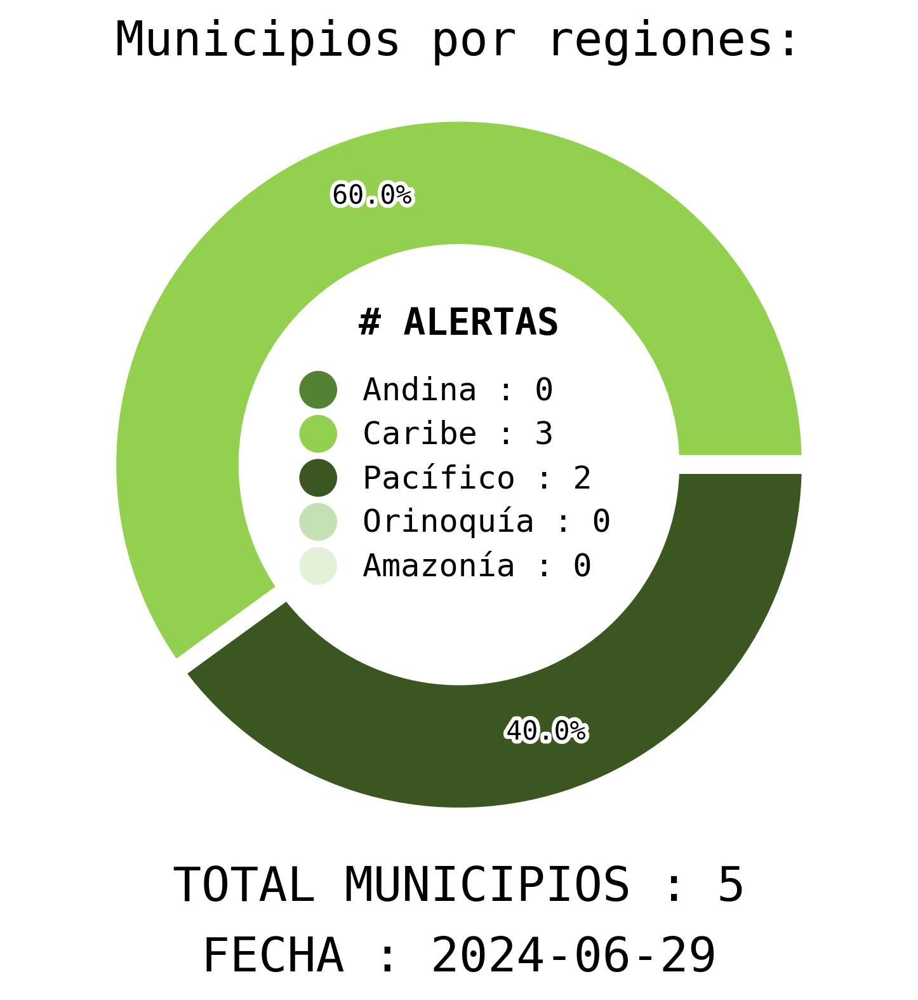 Municipios por regiones:
60.0%
# ALERTAS
Andina : 0
Caribe : 3
Pacífico : 2
Orinoquía : 0
Amazonía : 0
40.0%
TOTAL MUNICIPIOS : 5
FECHA : 2024-06-29